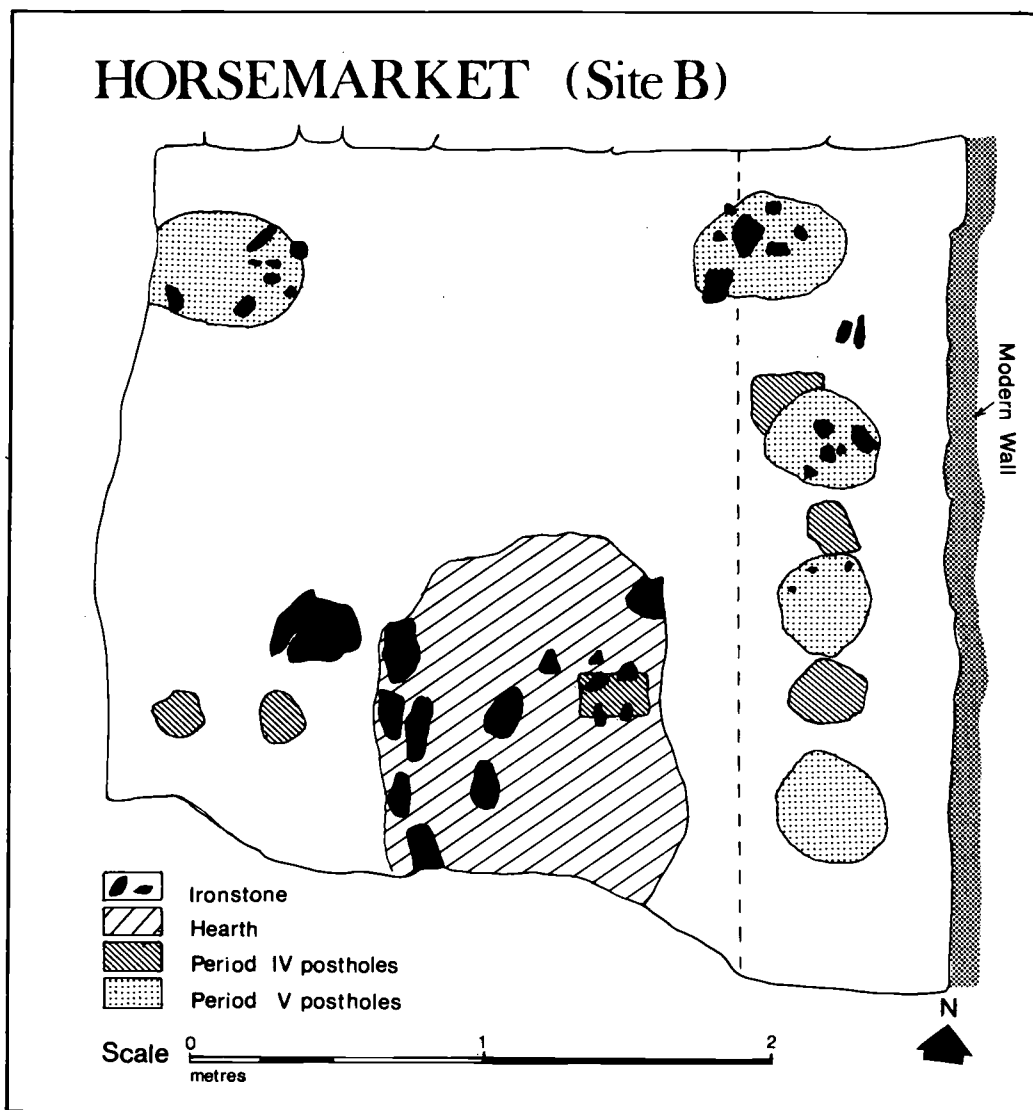 HORSEMARKET (Site B)
Modern Wall
Ironstone
Hearth
Period IV postholes
Period V postholes
N
Scale 0 1 2
metres